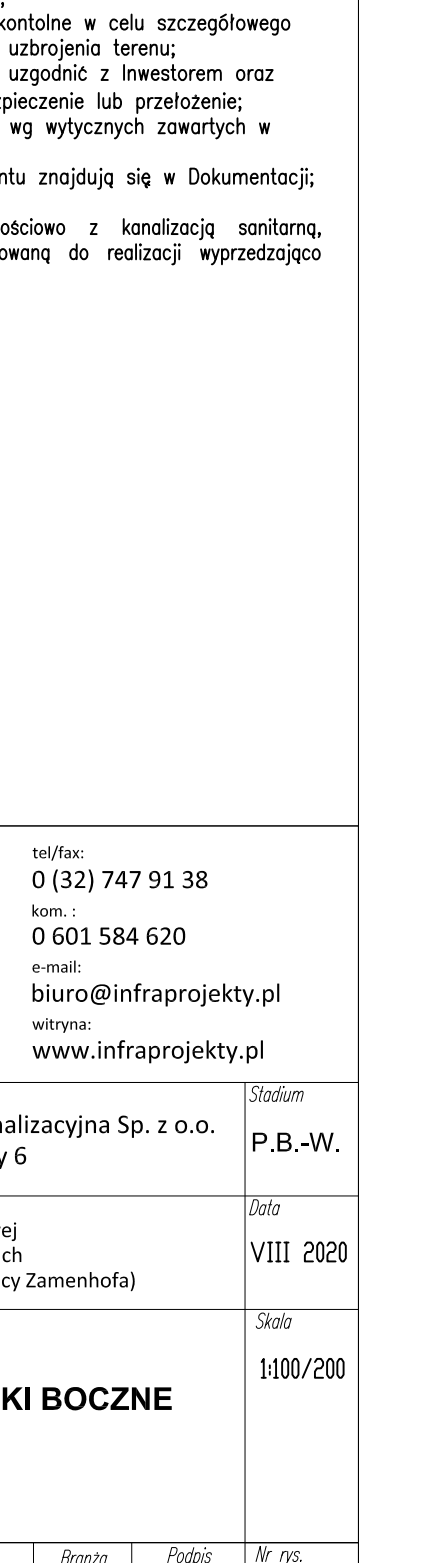 kontolne w celu szczegółowego
uzbrojenia terenu;
uzgodnić z Inwestorem oraz
zpieczenie lub przełożenie;
wg wytycznych zawartych w
ntu znajdują się w Dokumentacji;
ościowo z kanalizacją sanitarną,
owaną do realizacji wyprzedzająco
tel/fax:
0 (32) 747 91 38
kom. :
0 601 584 620
e-mail:
biuro@infraprojekty.pl
witryna:
www.infraprojekty.pl
Stadium
nalizacyjna Sp. z o.o.
P.B.-W.
y 6
Data
ej
VIII 2020
ch
cy Zamenhofa)
Skala
1:100/200
KI BOCZNE
Branża Podpis Nr rys.